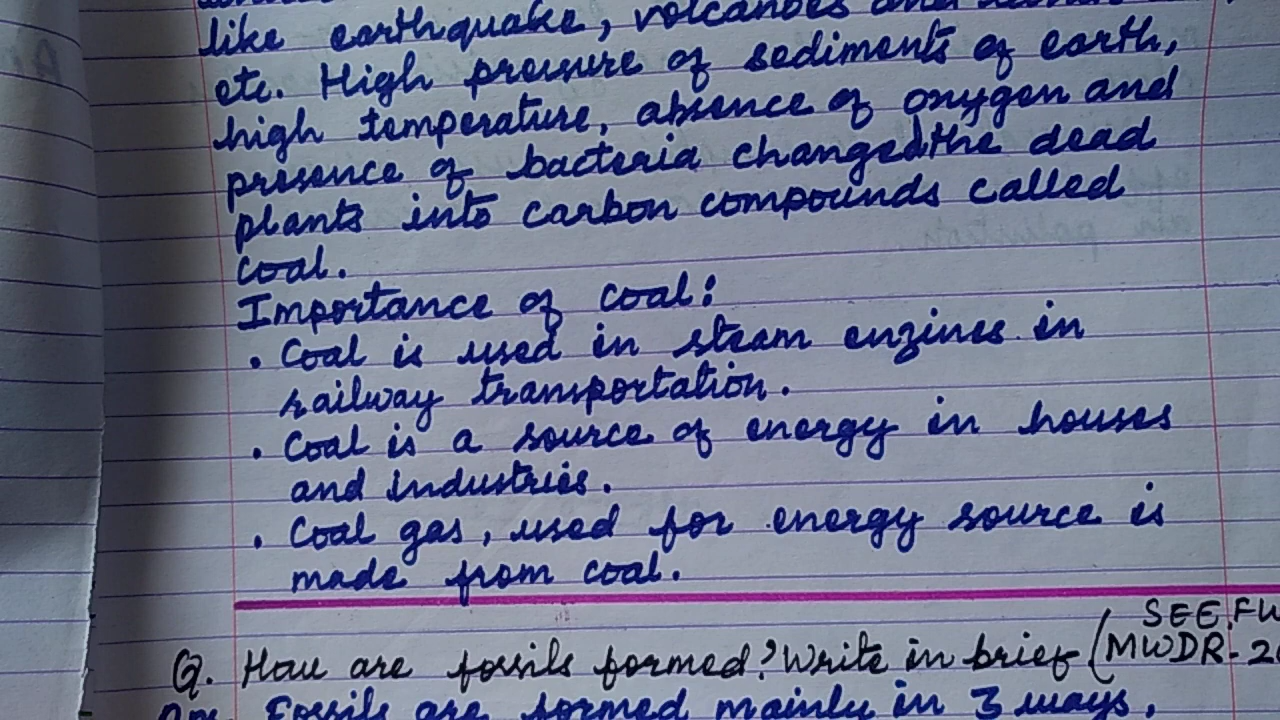 like earthquake, volcanoes and
etc. High pressure of sediments of earth,
high temperature, absence of oxygen and
presence of bacteria changed the dead
plants into carbon compounds called
coal.
Importance of coal:
• Coal is used in steam enzines in
railway transportation.
• Coal is a source of energy in houses
and industries.
• Coal gas, used for energy source is
made from coal.
SEE, FW
Q. How are fossils formed? Write in brief (MWDR-20
Ans. Fossils are formed mainly in 3 ways,